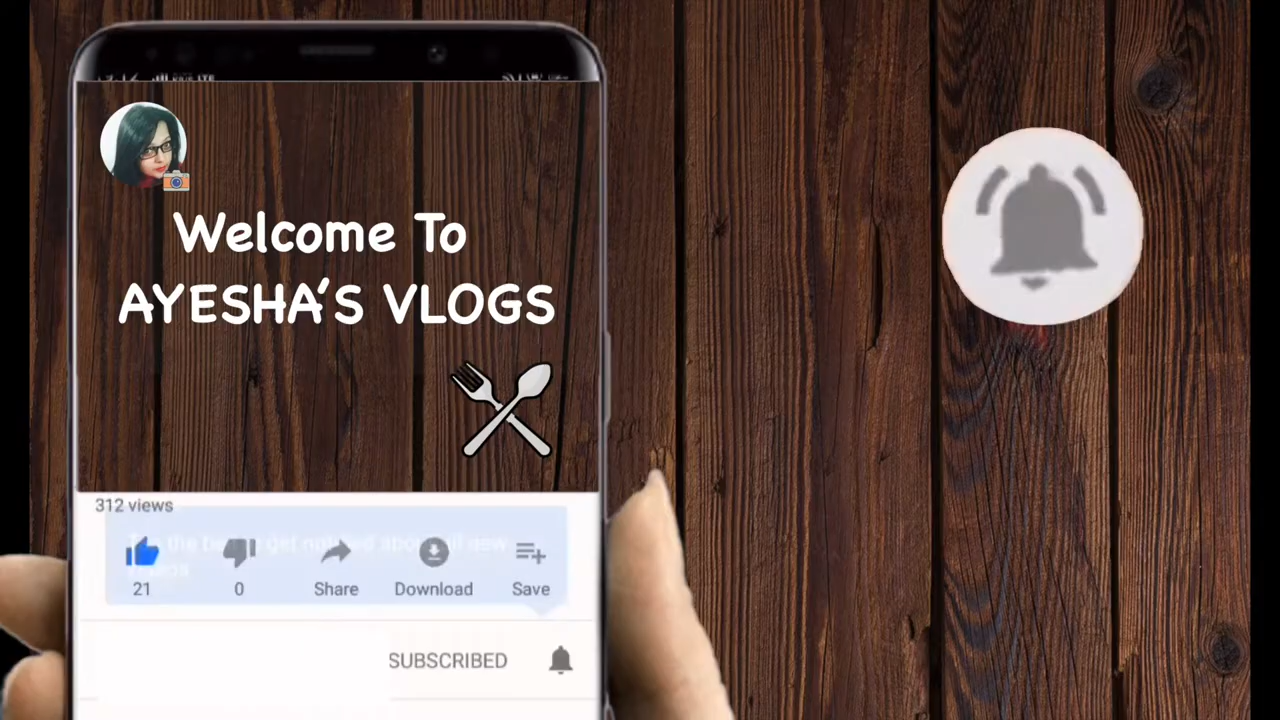 Welcome To
AYESHA'S VLOGS
312 views
21
0
Share
Download
Save
SUBSCRIBED